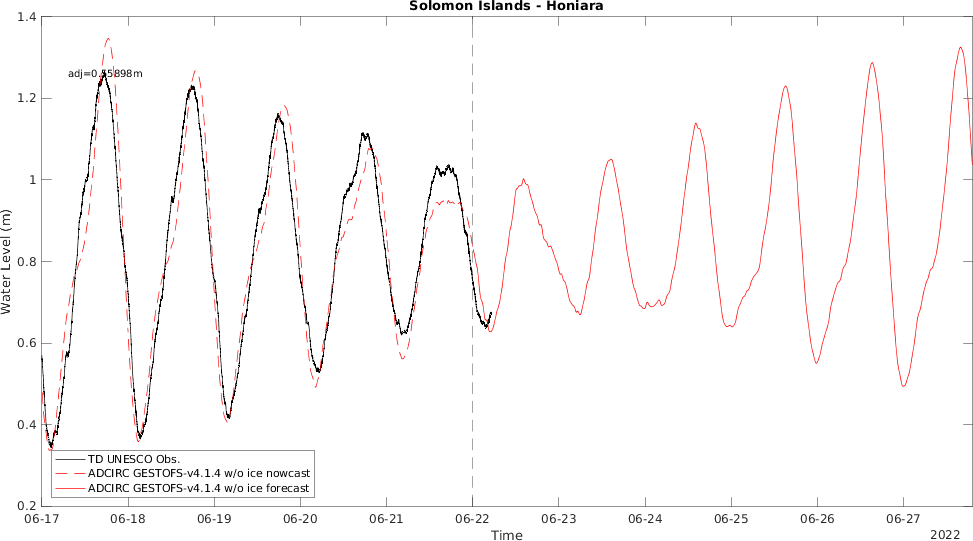 Solomon Islands - Honiara
1.4
1.2
1
0.8
0.6
0.4
0.2
Water Level (m)
adj=0.55898m
TD UNESCO Obs.
ADCIRC GESTOFS-v4.1.4 w/o ice nowcast
ADCIRC GESTOFS-v4.1.4 w/o ice forecast
06-17 06-18 06-19 06-20 06-21 06-22 06-23 06-24 06-25 06-26 06-27
Time
2022